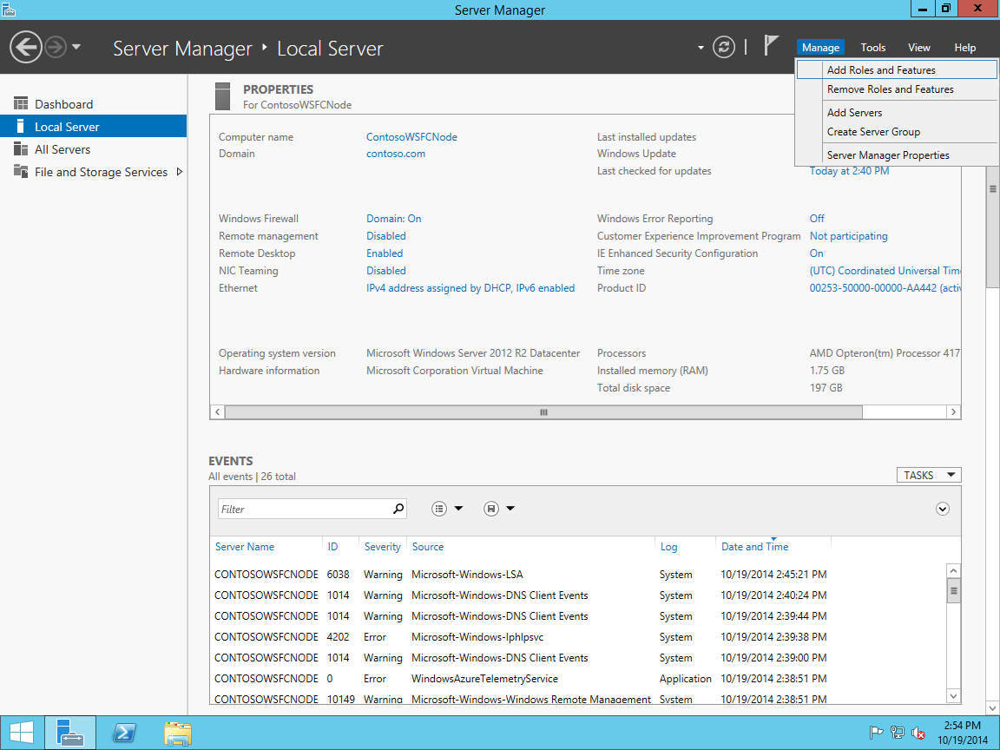 Server Manager
Server Manager ‣ Local Server
Manage Tools View Help
Add Roles and Features
Remove Roles and Features
Add Servers
Create Server Group
Server Manager Properties
Dashboard
Local Server
All Servers
File and Storage Services
PROPERTIES
For ContosoWSFCNode
Computer name ContosoWSFCNode Last installed updates
Domain contoso.com Windows Update
Last checked for updates Today at 2:40 PM
Windows Firewall Domain: On Windows Error Reporting Off
Remote management Disabled Customer Experience Improvement Program Not participating
Remote Desktop Enabled IE Enhanced Security Configuration On
NIC Teaming Disabled Time zone (UTC) Coordinated Universal Tim
Ethernet IPv4 address assigned by DHCP, IPv6 enabled Product ID 00253-50000-00000-AA442 (activ
Operating system version Microsoft Windows Server 2012 R2 Datacenter Processors AMD Opteron(tm) Processor 417
Hardware information Microsoft Corporation Virtual Machine Installed memory (RAM) 1.75 GB
Total disk space 197 GB
EVENTS
All events | 26 total
TASKS
Filter
Server Name ID Severity Source Log Date and Time
CONTOSOWSFCNODE 6038 Warning Microsoft-Windows-LSA System 10/19/2014 2:45:21 PM
CONTOSOWSFCNODE 1014 Warning Microsoft-Windows-DNS Client Events System 10/19/2014 2:40:24 PM
CONTOSOWSFCNODE 1014 Warning Microsoft-Windows-DNS Client Events System 10/19/2014 2:39:44 PM
CONTOSOWSFCNODE 4202 Error Microsoft-Windows-Iphlpsvc System 10/19/2014 2:39:38 PM
CONTOSOWSFCNODE 1014 Warning Microsoft-Windows-DNS Client Events System 10/19/2014 2:39:00 PM
CONTOSOWSFCNODE 0 Error WindowsAzureTelemetryService Application 10/19/2014 2:38:51 PM
CONTOSOWSFCNODE 10149 Warning Microsoft-Windows-Windows Remote Management System 10/19/2014 2:38:51 PM
2:54 PM
10/19/2014